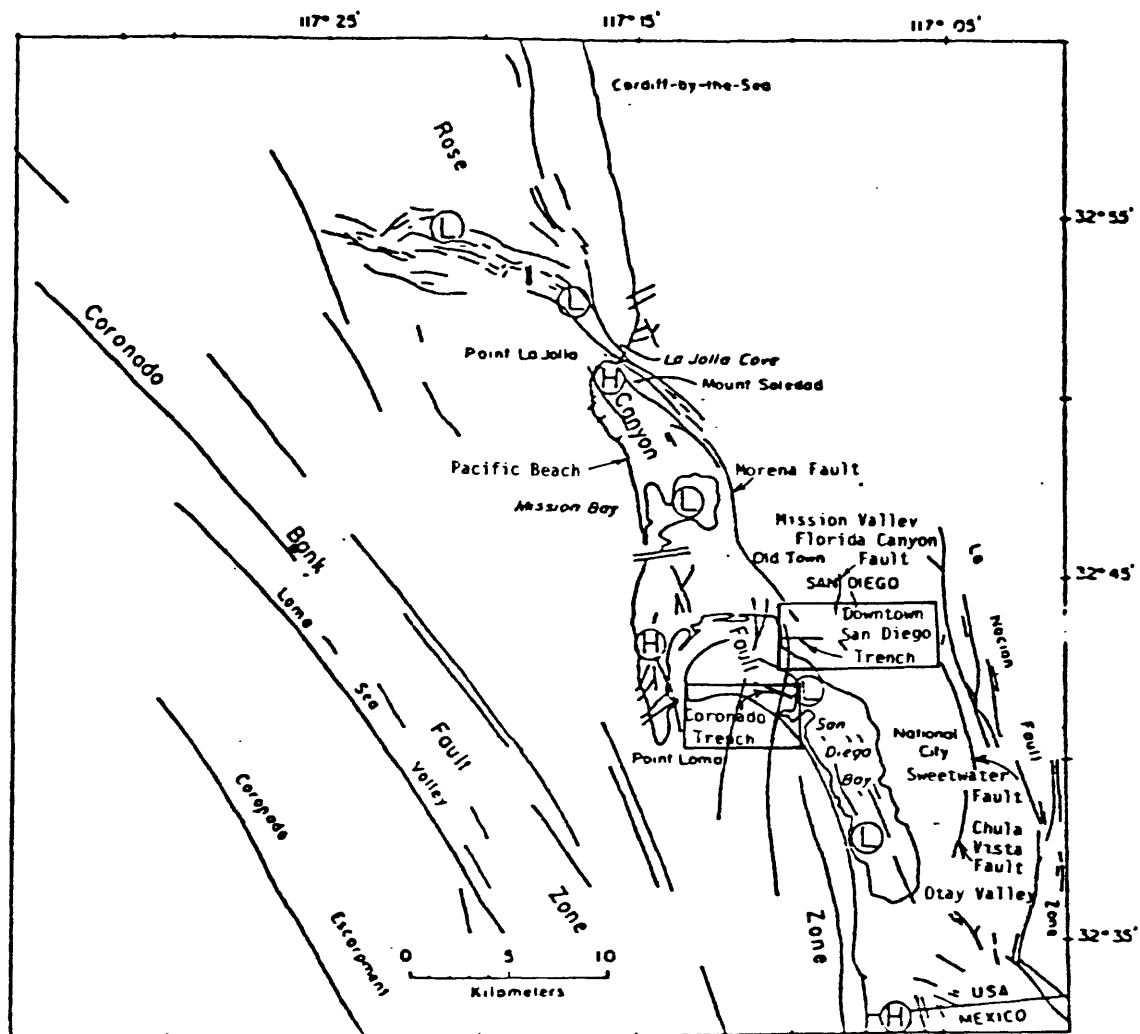 117° 25'
117° 15'
117° 05'
Cardiff-by-the-Sea
Rose
32° 55'
L
L
Coronado
Point La Jolla
La Jolla Cove
H
Mount Soledad
Canyon
Pacific Beach
Morena Fault
L
Mission Bay
Mission Valley
Florida Canyon
Fault
Old Town
La
Bank
SAN DIEGO
32° 45'
Loma
Downtown
San Diego
Trench
Nacion
H
Fault
L
Sea
Coronado
Trench
San
Diego
Bay
Fault
National
City
Fault
Point Loma
Sweetwater
Fault
Valley
Coronado
L
Chula
Vista
Fault
Otay Valley
Zone
Zone
Zone
32° 35'
Escarpment
0 5 10
Kilometers
USA
H
MEXICO